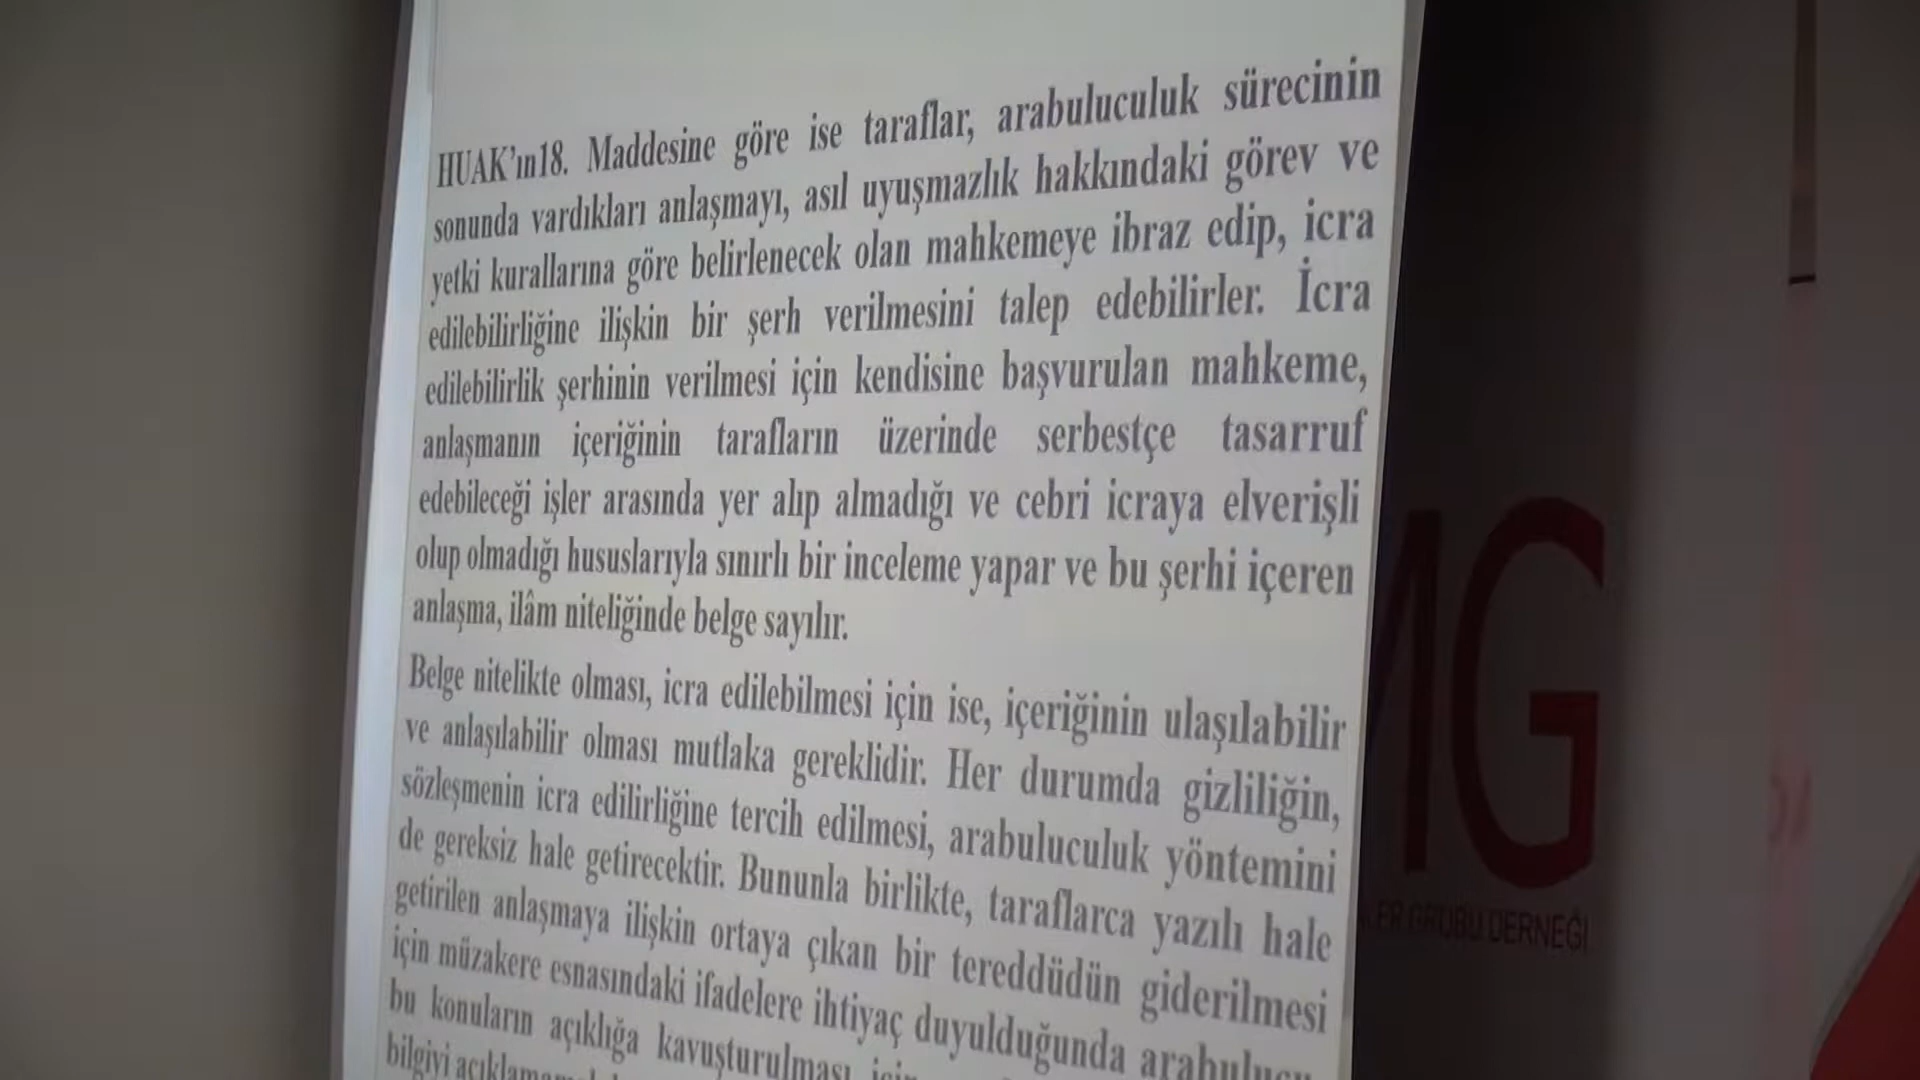 HUAK'ın18. Maddesine göre ise taraflar, arabuluculuk sürecinin
sonunda vardıkları anlaşmayı, asıl uyuşmazlık hakkındaki görev ve
yetki kurallarına göre belirlenecek olan mahkemeye ibraz edip, icra
edilebilirliğine ilişkin bir şerh verilmesini talep edebilirler. İcra
edilebilirlik şerhinin verilmesi için kendisine başvurulan mahkeme,
anlaşmanın içeriğinin tarafların üzerinde serbestçe tasarruf
edebileceği işler arasında yer alıp almadığı ve cebri icraya elverişli
olup olmadığı hususlarıyla sınırlı bir inceleme yapar ve bu şerhi içeren
anlaşma, ilâm niteliğinde belge sayılır.
Belge nitelikte olması, icra edilebilmesi için ise, içeriğinin ulaşılabilir
ve anlaşılabilir olması mutlaka gereklidir. Her durumda gizliliğin,
sözleşmenin icra edilirliğine tercih edilmesi, arabuluculuk yöntemini
de gereksiz hale getirecektir. Bununla birlikte, taraflarca yazılı hale
getirilen anlaşmaya ilişkin ortaya çıkan bir tereddüdün giderilmesi
için müzakere esnasındaki ifadelere ihtiyaç duyulduğunda
bu konuların açıklığa kavuşturulması için
bilgiyi
MG
GRUBU DERNEĞİ